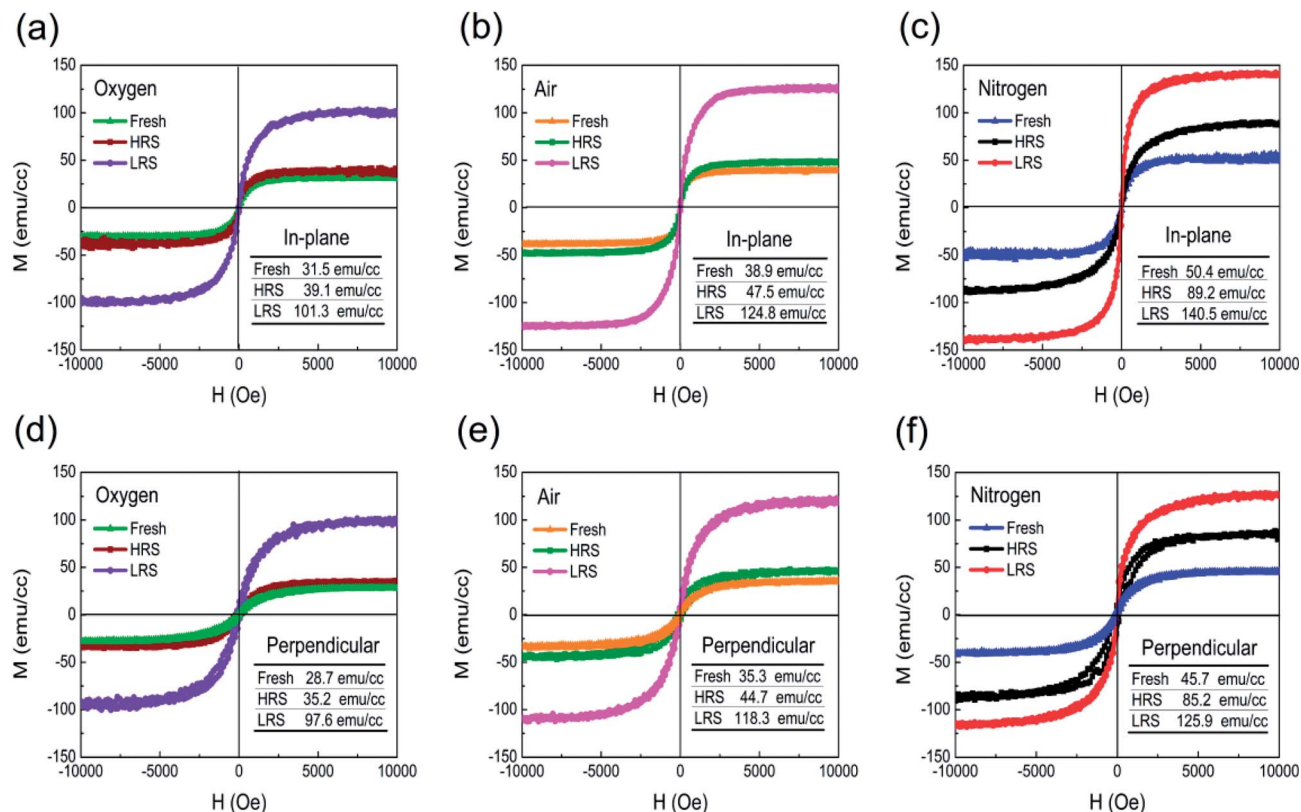 (a)
150
100
50
0
-50
-100
-150
M (emu/cc)
Oxygen
Fresh
HRS
LRS
In-plane
Fresh 31.5 emu/cc
HRS 39.1 emu/cc
LRS 101.3 emu/cc
-10000 -5000 0 5000 10000
H (Oe)
(b)
150
100
50
0
-50
-100
-150
M (emu/cc)
Air
Fresh
HRS
LRS
In-plane
Fresh 38.9 emu/cc
HRS 47.5 emu/cc
LRS 124.8 emu/cc
-10000 -5000 0 5000 10000
H (Oe)
(c)
150
100
50
0
-50
-100
-150
M (emu/cc)
Nitrogen
Fresh
HRS
LRS
In-plane
Fresh 50.4 emu/cc
HRS 89.2 emu/cc
LRS 140.5 emu/cc
-10000 -5000 0 5000 10000
H (Oe)
(d)
150
100
50
0
-50
-100
-150
M (emu/cc)
Oxygen
Fresh
HRS
LRS
Perpendicular
Fresh 28.7 emu/cc
HRS 35.2 emu/cc
LRS 97.6 emu/cc
-10000 -5000 0 5000 10000
H (Oe)
(e)
150
100
50
0
-50
-100
-150
M (emu/cc)
Air
Fresh
HRS
LRS
Perpendicular
Fresh 35.3 emu/cc
HRS 44.7 emu/cc
LRS 118.3 emu/cc
-10000 -5000 0 5000 10000
H (Oe)
(f)
150
100
50
0
-50
-100
-150
M (emu/cc)
Nitrogen
Fresh
HRS
LRS
Perpendicular
Fresh 45.7 emu/cc
HRS 85.2 emu/cc
LRS 125.9 emu/cc
-10000 -5000 0 5000 10000
H (Oe)